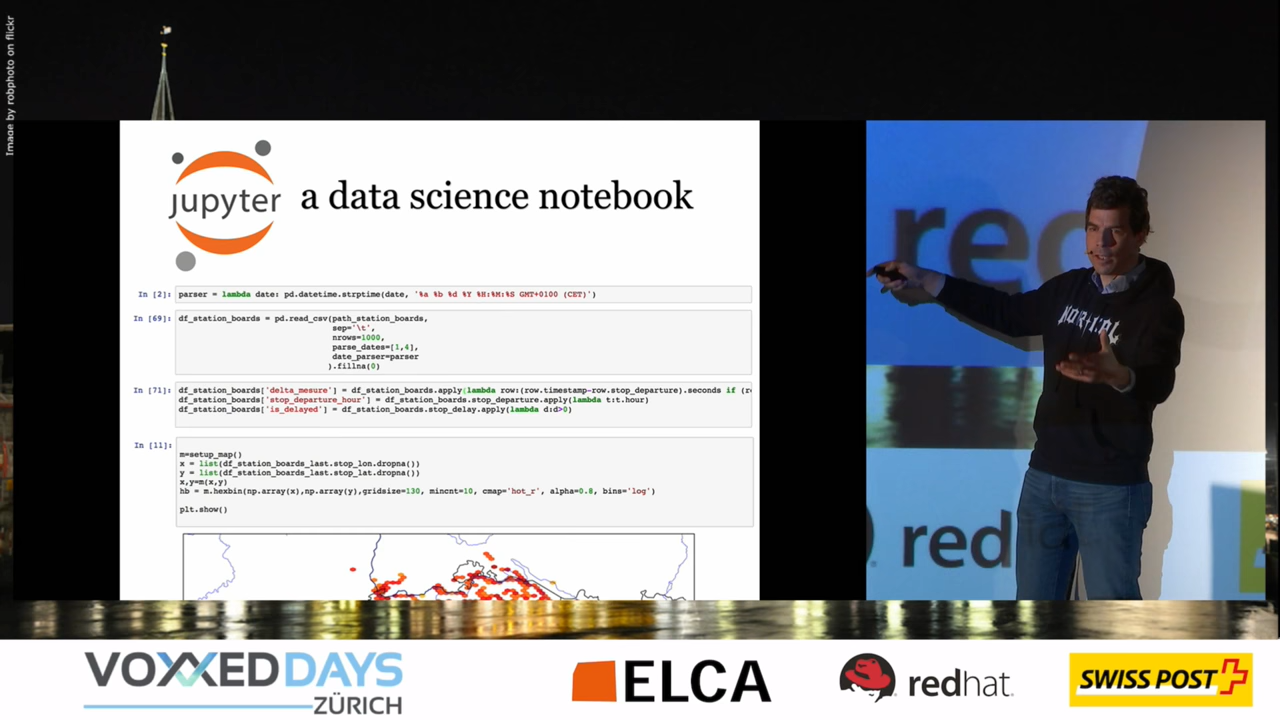 Image by robphoto on flickr
jupyter
a data science notebook
In [2]: parser = lambda date: pd.datetime.strptime(date, '%a %b %d %Y %H:%M:%S GMT+0100 (CET)')
In [69]: df_station_boards = pd.read_csv(path_station_boards,
sep='\t',
nrows=1000,
parse_dates=[1,4],
date_parser=parser
).fillna(0)
In [71]: df_station_boards['delta_mesure'] = df_station_boards.apply(lambda row:(row.timestamp-row.stop_departure).seconds if (r
df_station_boards['stop_departure_hour'] = df_station_boards.stop_departure.apply(lambda t:t.hour)
df_station_boards['is_delayed'] = df_station_boards.stop_delay.apply(lambda d:d>0)
In [11]:
m=setup_map()
x = list(df_station_boards_last.stop_lon.dropna())
y = list(df_station_boards_last.stop_lat.dropna())
x,y=m(x,y)
hb = m.hexbin(np.array(x),np.array(y),gridsize=130, mincnt=10, cmap='hot_r', alpha=0.8, bins='log')
plt.show()
red
red
VOXXED DAYS
ZÜRICH
ELCA
redhat.
SWISS POST